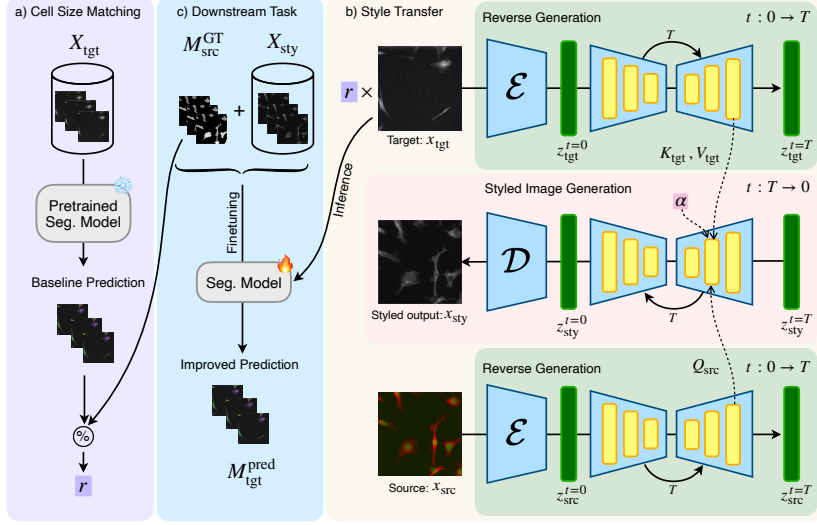 a) Cell Size Matching
X_tgt
Pretrained
Seg. Model
Baseline Prediction
%
r
c) Downstream Task
M_src^GT
X_sty
+
Finetuning
Seg. Model
Improved Prediction
M_tgt^pred
b) Style Transfer
r ×
Inference
Target: x_tgt
Reverse Generation
t : 0 → T
ℰ
T
z_tgt^t=0
K_tgt , V_tgt
z_tgt^t=T
Styled Image Generation
t : T → 0
α
𝒟
Styled output: x_sty
z_sty^t=0
T
z_sty^t=T
Reverse Generation
Q_src
t : 0 → T
ℰ
T
Source: x_src
z_src^t=0
z_src^t=T